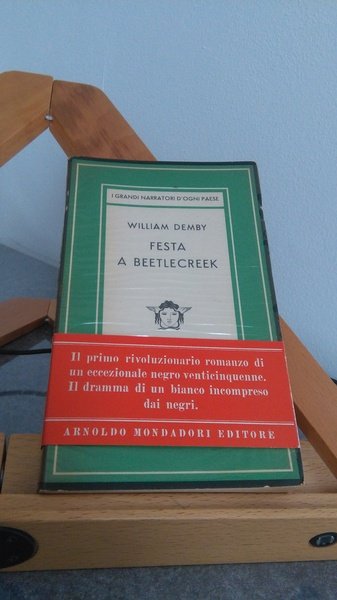 I GRANDI NARRATORI D'OGNI PAESE
WILLIAM DEMBY
FESTA
A BEETLECREEK
Il primo rivoluzionario romanzo di
un eccezionale negro venticinquenne.
Il dramma di un bianco incompreso
dai negri.
ARNOLDO MONDADORI EDITORE